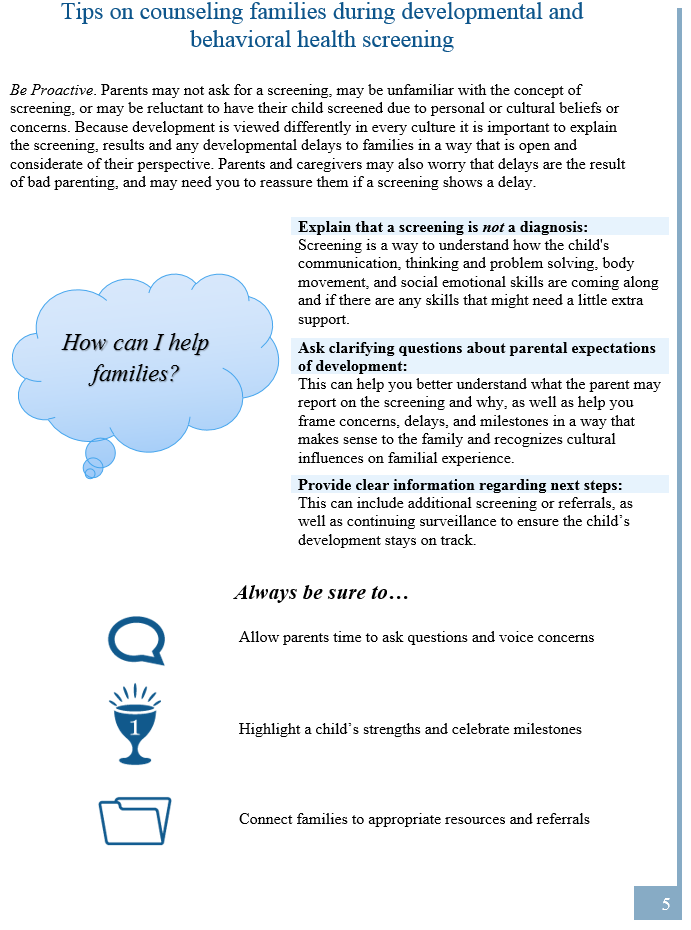 Tips on counseling families during developmental and
behavioral health screening
Be Proactive. Parents may not ask for a screening, may be unfamiliar with the concept of
screening, or may be reluctant to have their child screened due to personal or cultural beliefs or
concerns. Because development is viewed differently in every culture it is important to explain
the screening, results and any developmental delays to families in a way that is open and
considerate of their perspective. Parents and caregivers may also worry that delays are the result
of bad parenting, and may need you to reassure them if a screening shows a delay.
How can I help
families?
Explain that a screening is not a diagnosis:
Screening is a way to understand how the child's
communication, thinking and problem solving, body
movement, and social emotional skills are coming along
and if there are any skills that might need a little extra
support.
Ask clarifying questions about parental expectations
of development:
This can help you better understand what the parent may
report on the screening and why, as well as help you
frame concerns, delays, and milestones in a way that
makes sense to the family and recognizes cultural
influences on familial experience.
Provide clear information regarding next steps:
This can include additional screening or referrals, as
well as continuing surveillance to ensure the child’s
development stays on track.
Always be sure to…
Allow parents time to ask questions and voice concerns
1
Highlight a child’s strengths and celebrate milestones
Connect families to appropriate resources and referrals
5